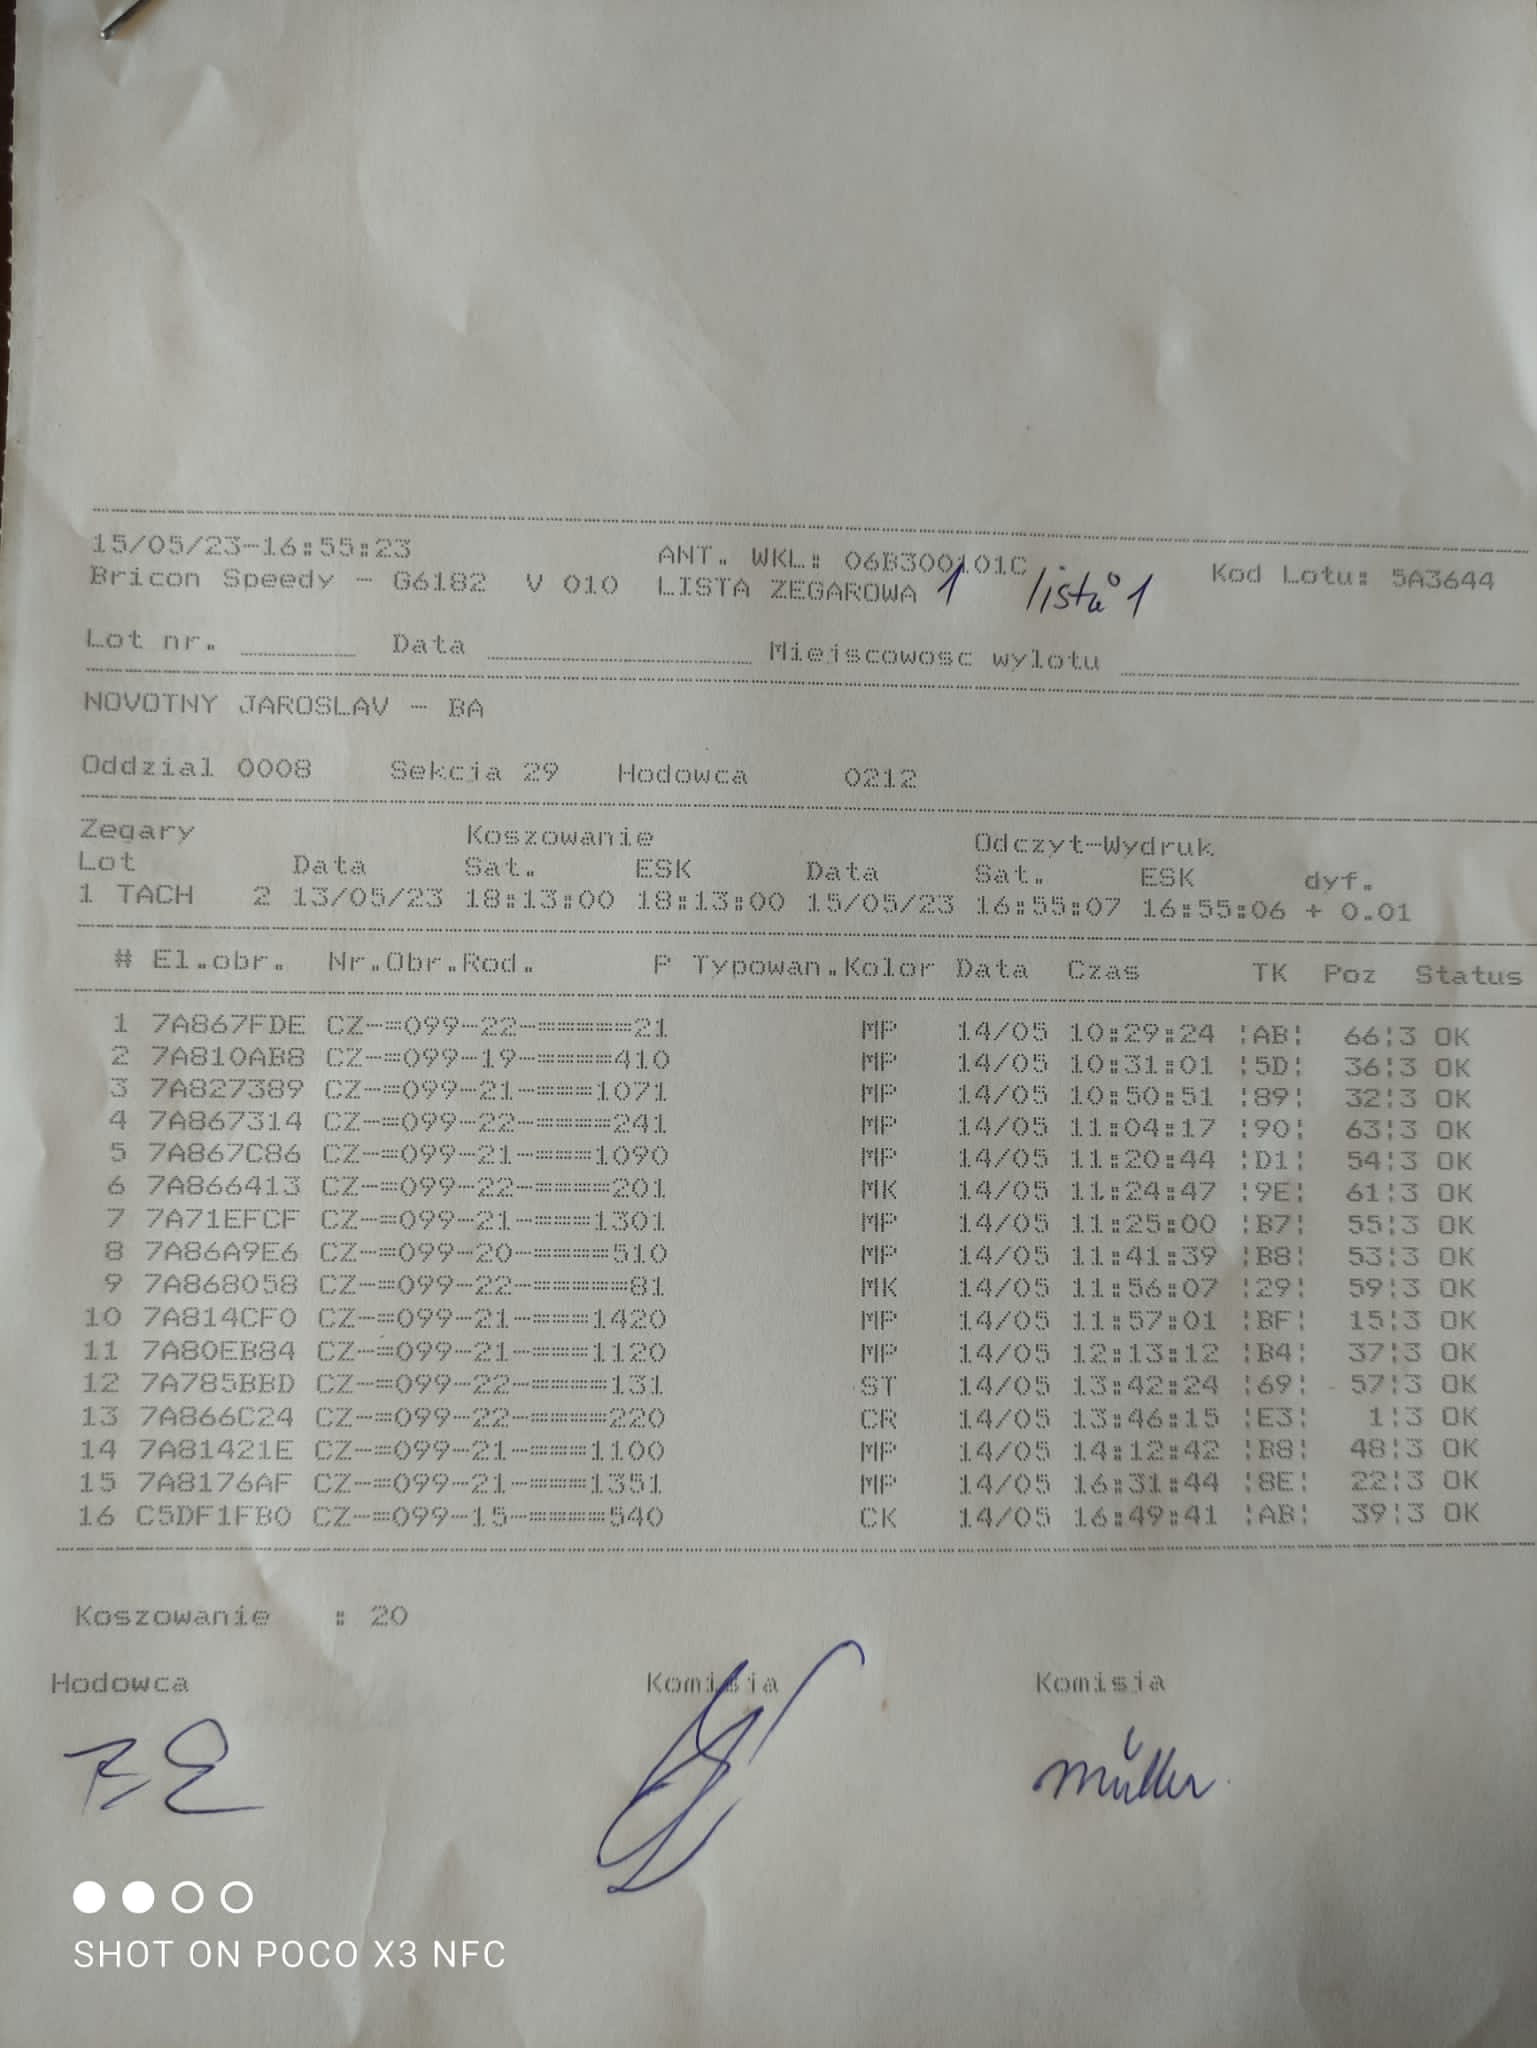 15/05/23-16:55:23 ANT. WKL: 06B300101C Kod Lotu: 5A3644
Bricon Speedy - G6182 V 010 LISTA ZEGAROWA 1 listů 1
Lot nr. Data Miejscowosc wylotu
NOVOTNY JAROSLAV - BA
Oddzial 0008 Sekcja 29 Hodowca 0212
Zegary Koszowanie Odczyt-Wydruk
Lot Data Sat. ESK Data Sat. ESK dyf.
1 TACH 2 13/05/23 18:13:00 18:13:00 15/05/23 16:55:07 16:55:06 + 0.01
# El.obr. Nr.Obr.Rod. P Typowan.Kolor Data Czas TK Poz Status
1 7A867FDE CZ-=099-22-=====21 MP 14/05 10:29:24 ¦AB¦ 66¦3 OK
2 7A810AB8 CZ-=099-19-====410 MP 14/05 10:31:01 ¦5D¦ 36¦3 OK
3 7A827389 CZ-=099-21-===1071 MP 14/05 10:50:51 ¦89¦ 32¦3 OK
4 7A867314 CZ-=099-22-====241 MP 14/05 11:04:17 ¦90¦ 63¦3 OK
5 7A867C86 CZ-=099-21-===1090 MP 14/05 11:20:44 ¦D1¦ 54¦3 OK
6 7A866413 CZ-=099-22-====201 MK 14/05 11:24:47 ¦9E¦ 61¦3 OK
7 7A71EFCF CZ-=099-21-===1301 MP 14/05 11:25:00 ¦B7¦ 55¦3 OK
8 7A86A9E6 CZ-=099-20-====510 MP 14/05 11:41:39 ¦B8¦ 53¦3 OK
9 7A868058 CZ-=099-22-=====81 MK 14/05 11:56:07 ¦29¦ 59¦3 OK
10 7A814CF0 CZ-=099-21-===1420 MP 14/05 11:57:01 ¦BF¦ 15¦3 OK
11 7A80EB84 CZ-=099-21-===1120 MP 14/05 12:13:12 ¦B4¦ 37¦3 OK
12 7A785BBD CZ-=099-22-====131 ST 14/05 13:42:24 ¦69¦ 57¦3 OK
13 7A866C24 CZ-=099-22-====220 CR 14/05 13:46:15 ¦E3¦ 1¦3 OK
14 7A81421E CZ-=099-21-===1100 MP 14/05 14:12:42 ¦B8¦ 48¦3 OK
15 7A8176AF CZ-=099-21-===1351 MP 14/05 16:31:44 ¦8E¦ 22¦3 OK
16 C5DF1FB0 CZ-=099-15-====540 CK 14/05 16:49:41 ¦AB¦ 39¦3 OK
Koszowanie : 20
Hodowca Komisja Komisja
Müller
SHOT ON POCO X3 NFC